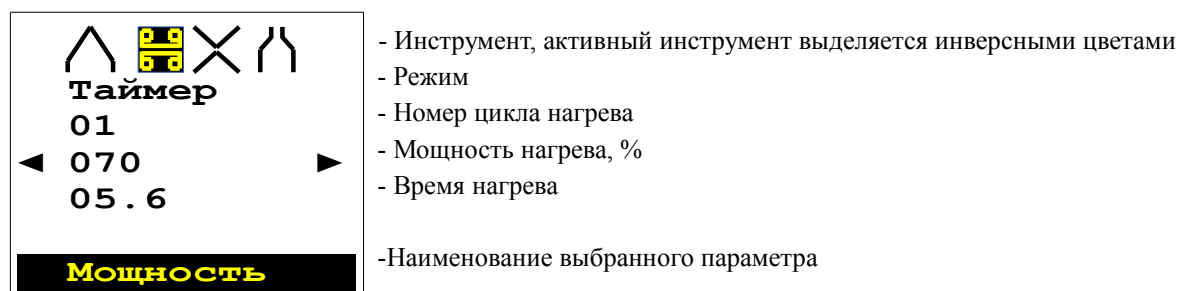 - Инструмент, активный инструмент выделяется инверсными цветами
Таймер - Режим
01 - Номер цикла нагрева
070 - Мощность нагрева, %
05.6 - Время нагрева
Мощность -Наименование выбранного параметра